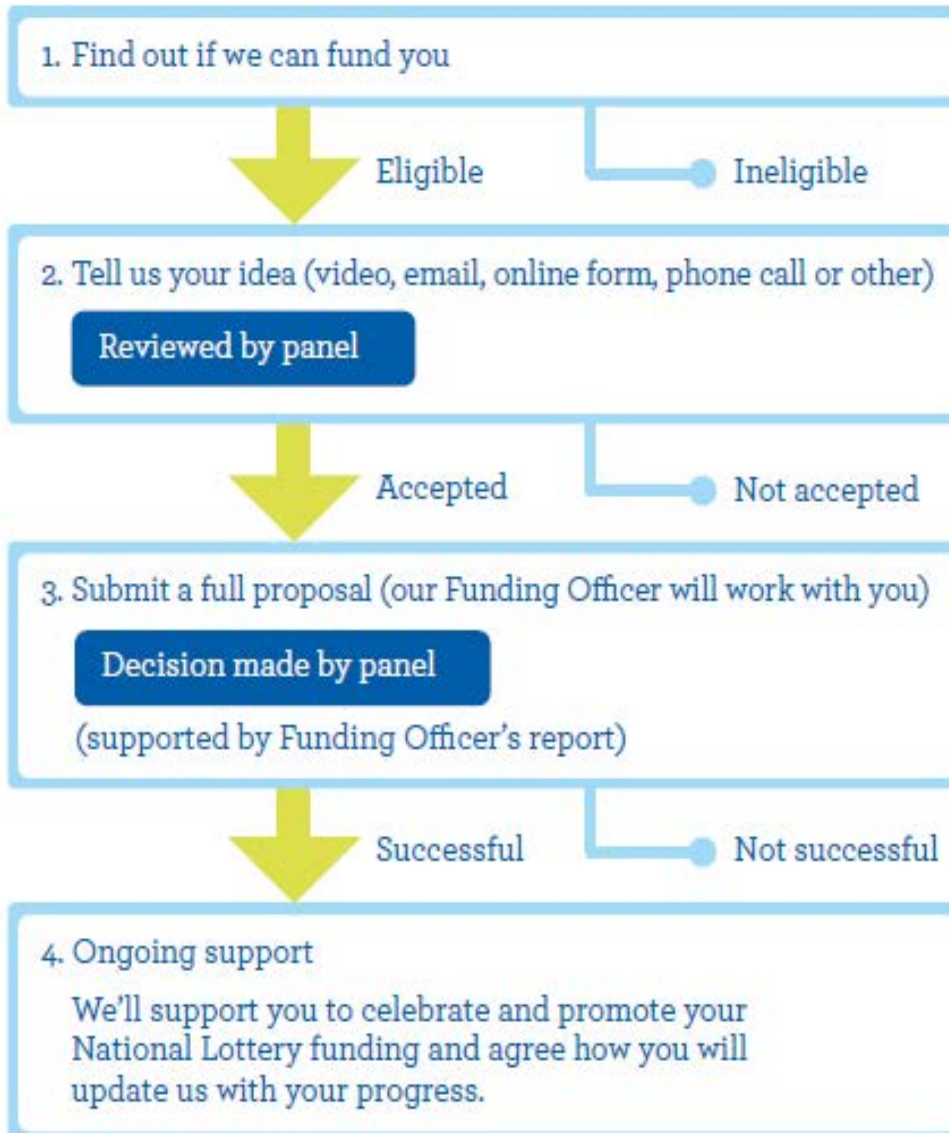 1. Find out if we can fund you
Eligible
Ineligible
2. Tell us your idea (video, email, online form, phone call or other)
Reviewed by panel
Accepted
Not accepted
3. Submit a full proposal (our Funding Officer will work with you)
Decision made by panel
(supported by Funding Officer’s report)
Successful
Not successful
4. Ongoing support
We’ll support you to celebrate and promote your
National Lottery funding and agree how you will
update us with your progress.